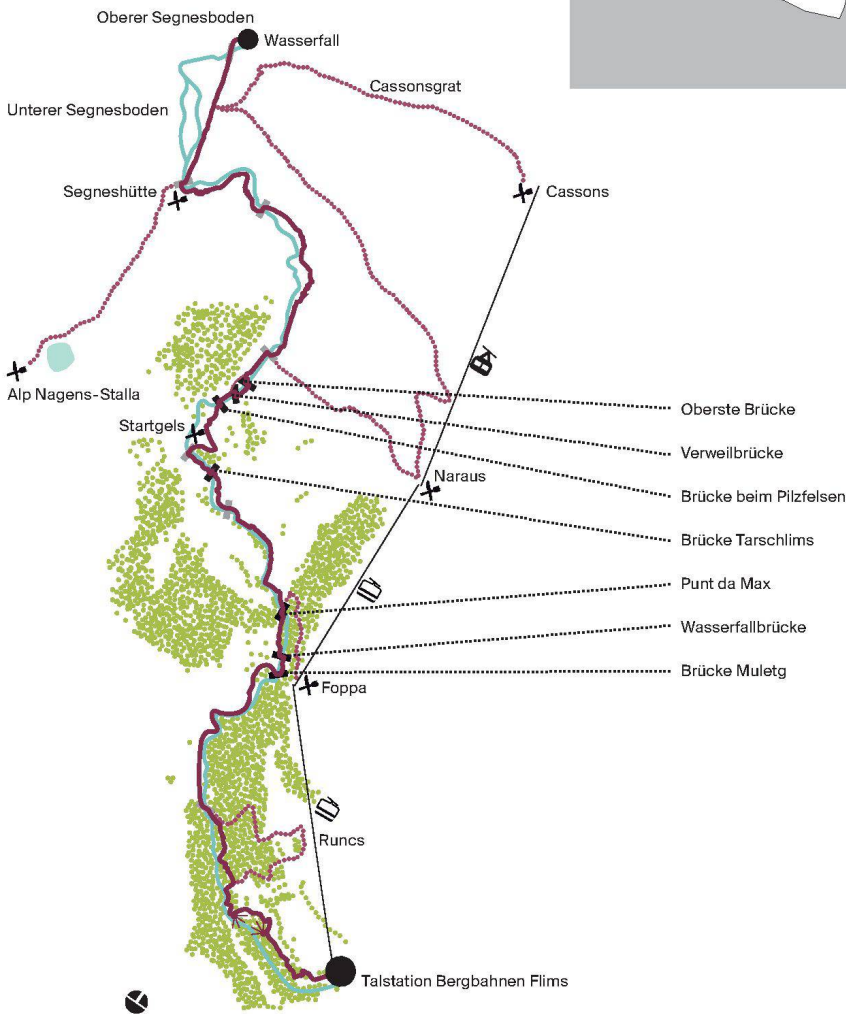 Oberer Segnesboden
Wasserfall
Cassonsgrat
Unterer Segnesboden
Segneshütte
Cassons
Alp Nagens-Stalla
Oberste Brücke
Startgels
Verweilbrücke
Naraus
Brücke beim Pilzfelsen
Brücke Tarschlims
Punt da Max
Wasserfallbrücke
Brücke Muletg
Foppa
Runcs
Talstation Bergbahnen Flims